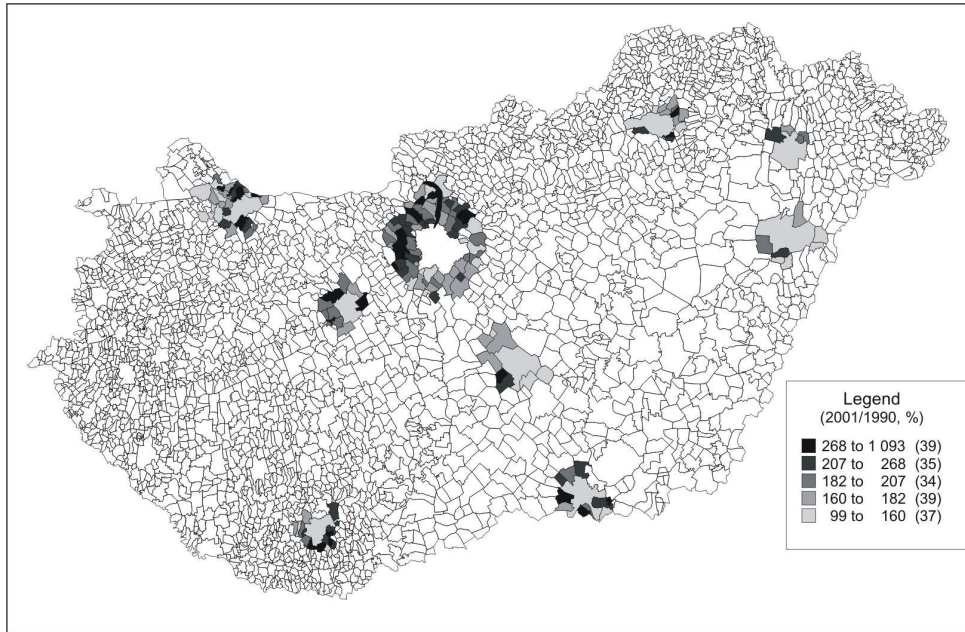 Legend
(2001/1990, %)
268 to 1 093 (39)
207 to 268 (35)
182 to 207 (34)
160 to 182 (39)
99 to 160 (37)